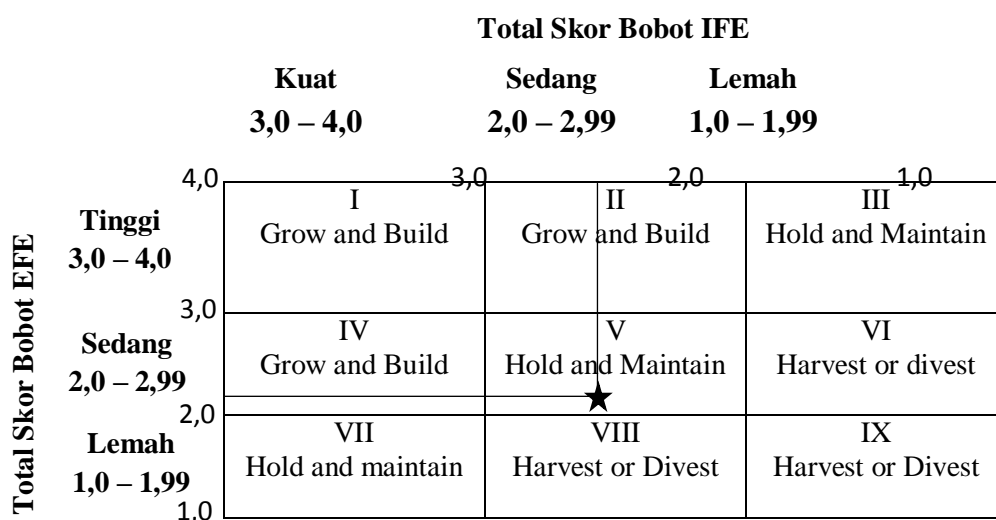 Total Skor Bobot IFE
Kuat Sedang Lemah
3,0 – 4,0 2,0 – 2,99 1,0 – 1,99
4,0 3,0 2,0 1,0
Total Skor Bobot EFE
Tinggi
3,0 – 4,0
I II III
Grow and Build Grow and Build Hold and Maintain
3,0
Sedang
2,0 – 2,99
IV V VI
Grow and Build Hold and Maintain Harvest or divest
2,0
Lemah
1,0 – 1,99
VII VIII IX
Hold and maintain Harvest or Divest Harvest or Divest
1,0